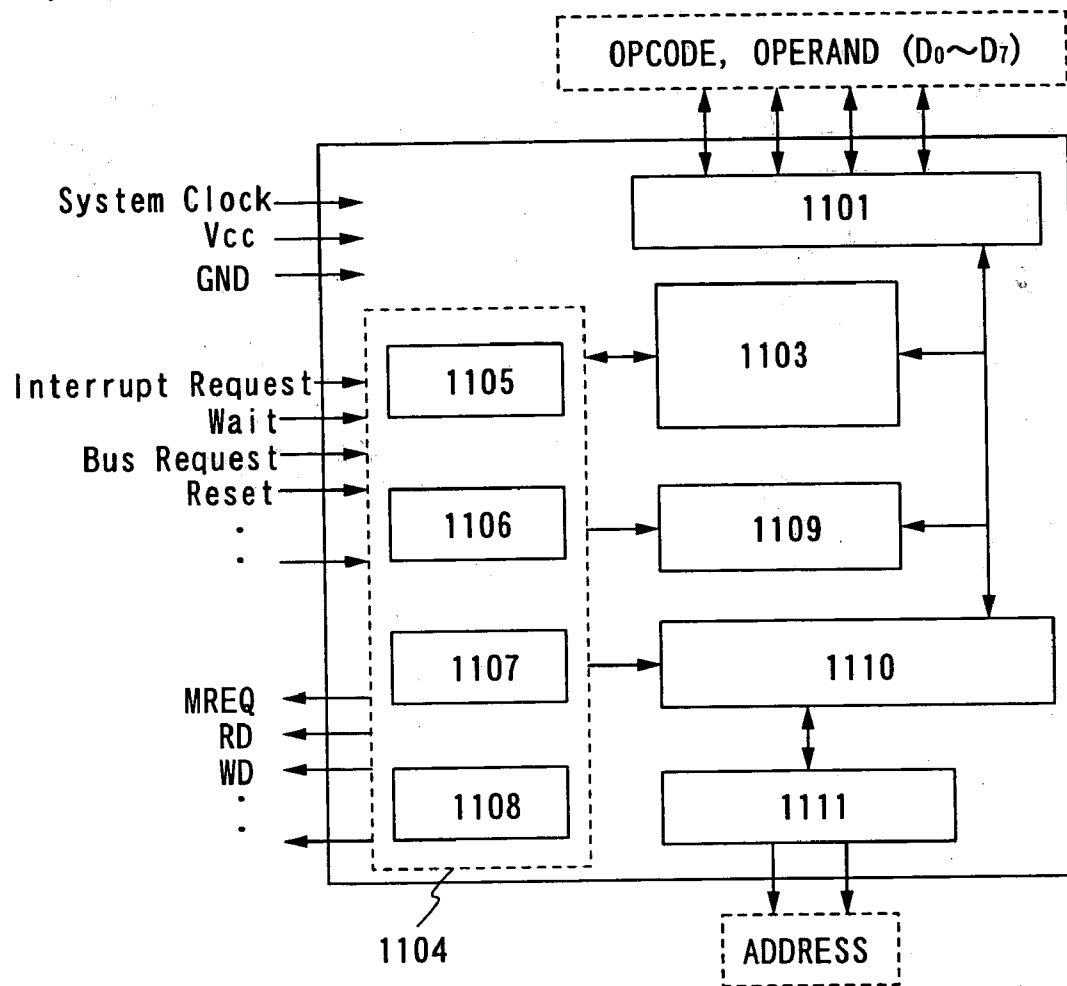 OPCODE, OPERAND (D0~D7)
System Clock
Vcc
GND
1101
1103
1105
Interrupt Request
Wait
Bus Request
Reset
1106
1109
1107
1110
MREQ
RD
WD
1108
1111
1104
ADDRESS